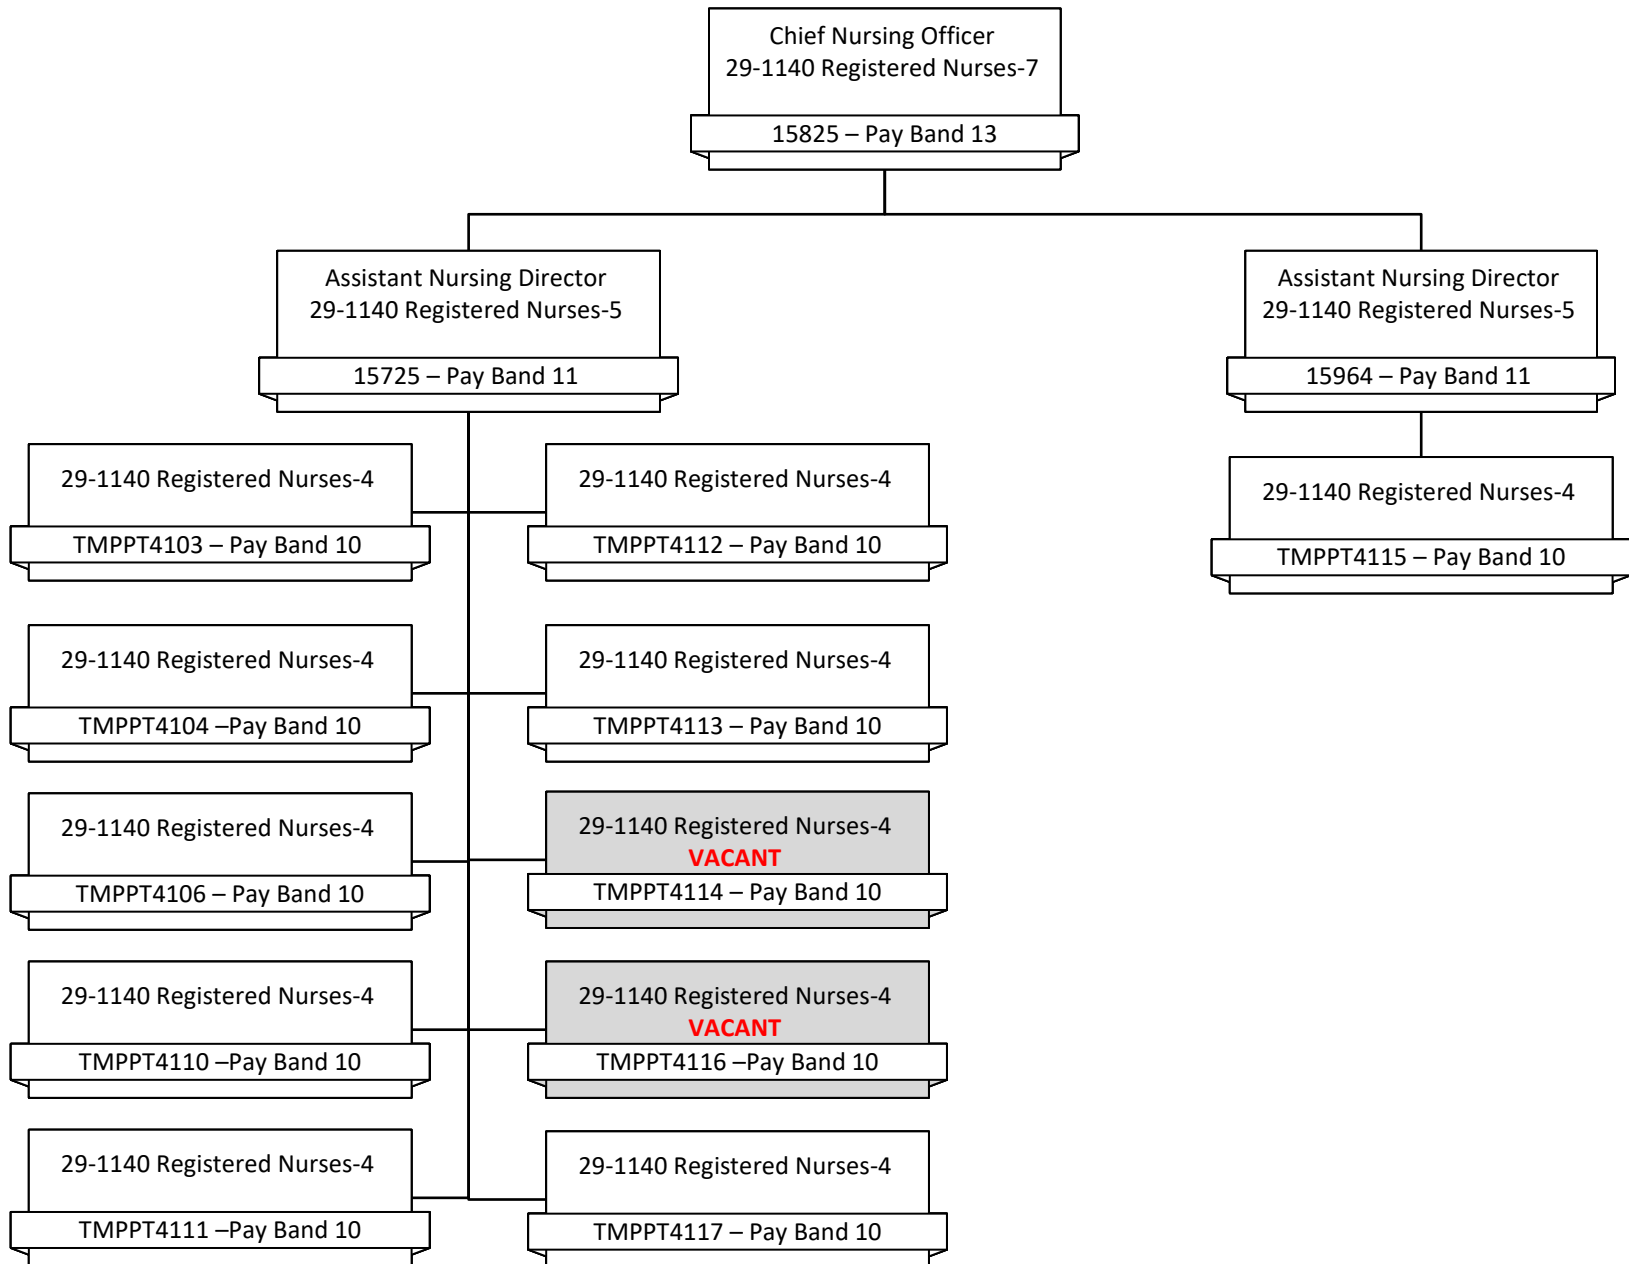 Chief Nursing Officer
29-1140 Registered Nurses-7
15825 – Pay Band 13
Assistant Nursing Director
29-1140 Registered Nurses-5
15725 – Pay Band 11
Assistant Nursing Director
29-1140 Registered Nurses-5
15964 – Pay Band 11
29-1140 Registered Nurses-4
TMPPT4103 – Pay Band 10
29-1140 Registered Nurses-4
TMPPT4112 – Pay Band 10
29-1140 Registered Nurses-4
TMPPT4115 – Pay Band 10
29-1140 Registered Nurses-4
TMPPT4104 –Pay Band 10
29-1140 Registered Nurses-4
TMPPT4113 – Pay Band 10
29-1140 Registered Nurses-4
TMPPT4106 – Pay Band 10
29-1140 Registered Nurses-4
VACANT
TMPPT4114 – Pay Band 10
29-1140 Registered Nurses-4
TMPPT4110 –Pay Band 10
29-1140 Registered Nurses-4
VACANT
TMPPT4116 –Pay Band 10
29-1140 Registered Nurses-4
TMPPT4111 –Pay Band 10
29-1140 Registered Nurses-4
TMPPT4117 – Pay Band 10